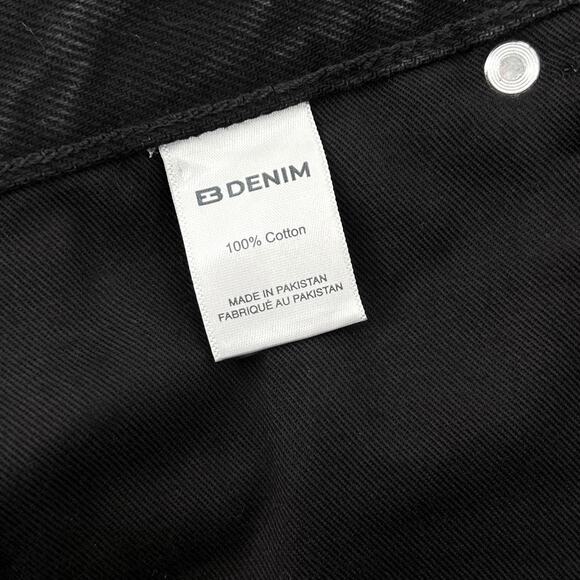 EB DENIM
100% Cotton
MADE IN PAKISTAN
FABRIQUÉ AU PAKISTAN